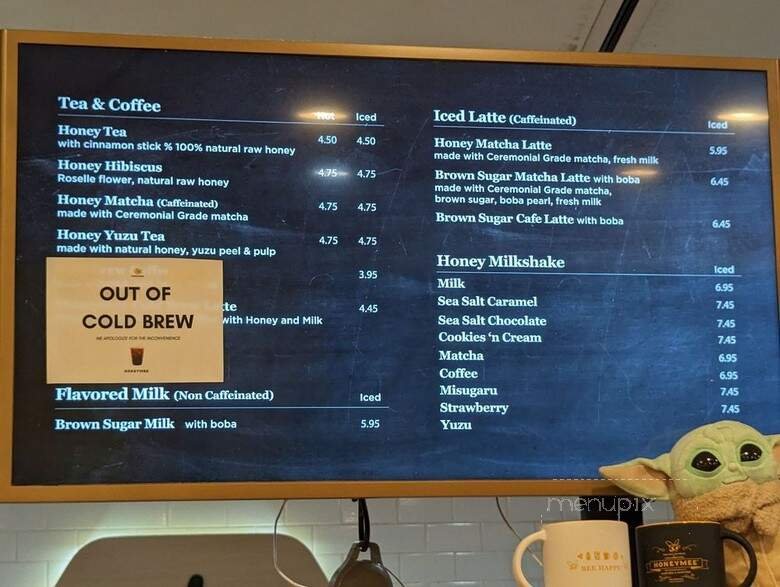 Tea & Coffee
Hot Iced
Honey Tea 4.50 4.50
with cinnamon stick % 100% natural raw honey
Honey Hibiscus 4.75 4.75
Roselle flower, natural raw honey
Honey Matcha (Caffeinated) 4.75 4.75
made with Ceremonial Grade matcha
Honey Yuzu Tea 4.75 4.75
made with natural honey, yuzu peel & pulp
3.95
4.45
with Honey and Milk
OUT OF
COLD BREW
WE APOLOGIZE FOR THE INCONVENIENCE
HONEYMEE
Flavored Milk (Non Caffeinated) Iced
Brown Sugar Milk with boba 5.95
Iced Latte (Caffeinated) Iced
Honey Matcha Latte 5.95
made with Ceremonial Grade matcha, fresh milk
Brown Sugar Matcha Latte with boba 6.45
made with Ceremonial Grade matcha,
brown sugar, boba pearl, fresh milk
Brown Sugar Cafe Latte with boba 6.45
Honey Milkshake Iced
Milk 6.95
Sea Salt Caramel 7.45
Sea Salt Chocolate 7.45
Cookies 'n Cream 7.45
Matcha 6.95
Coffee 6.95
Misugaru 7.45
Strawberry 7.45
Yuzu
menupix
BEE HAPPY
HONEYMEE